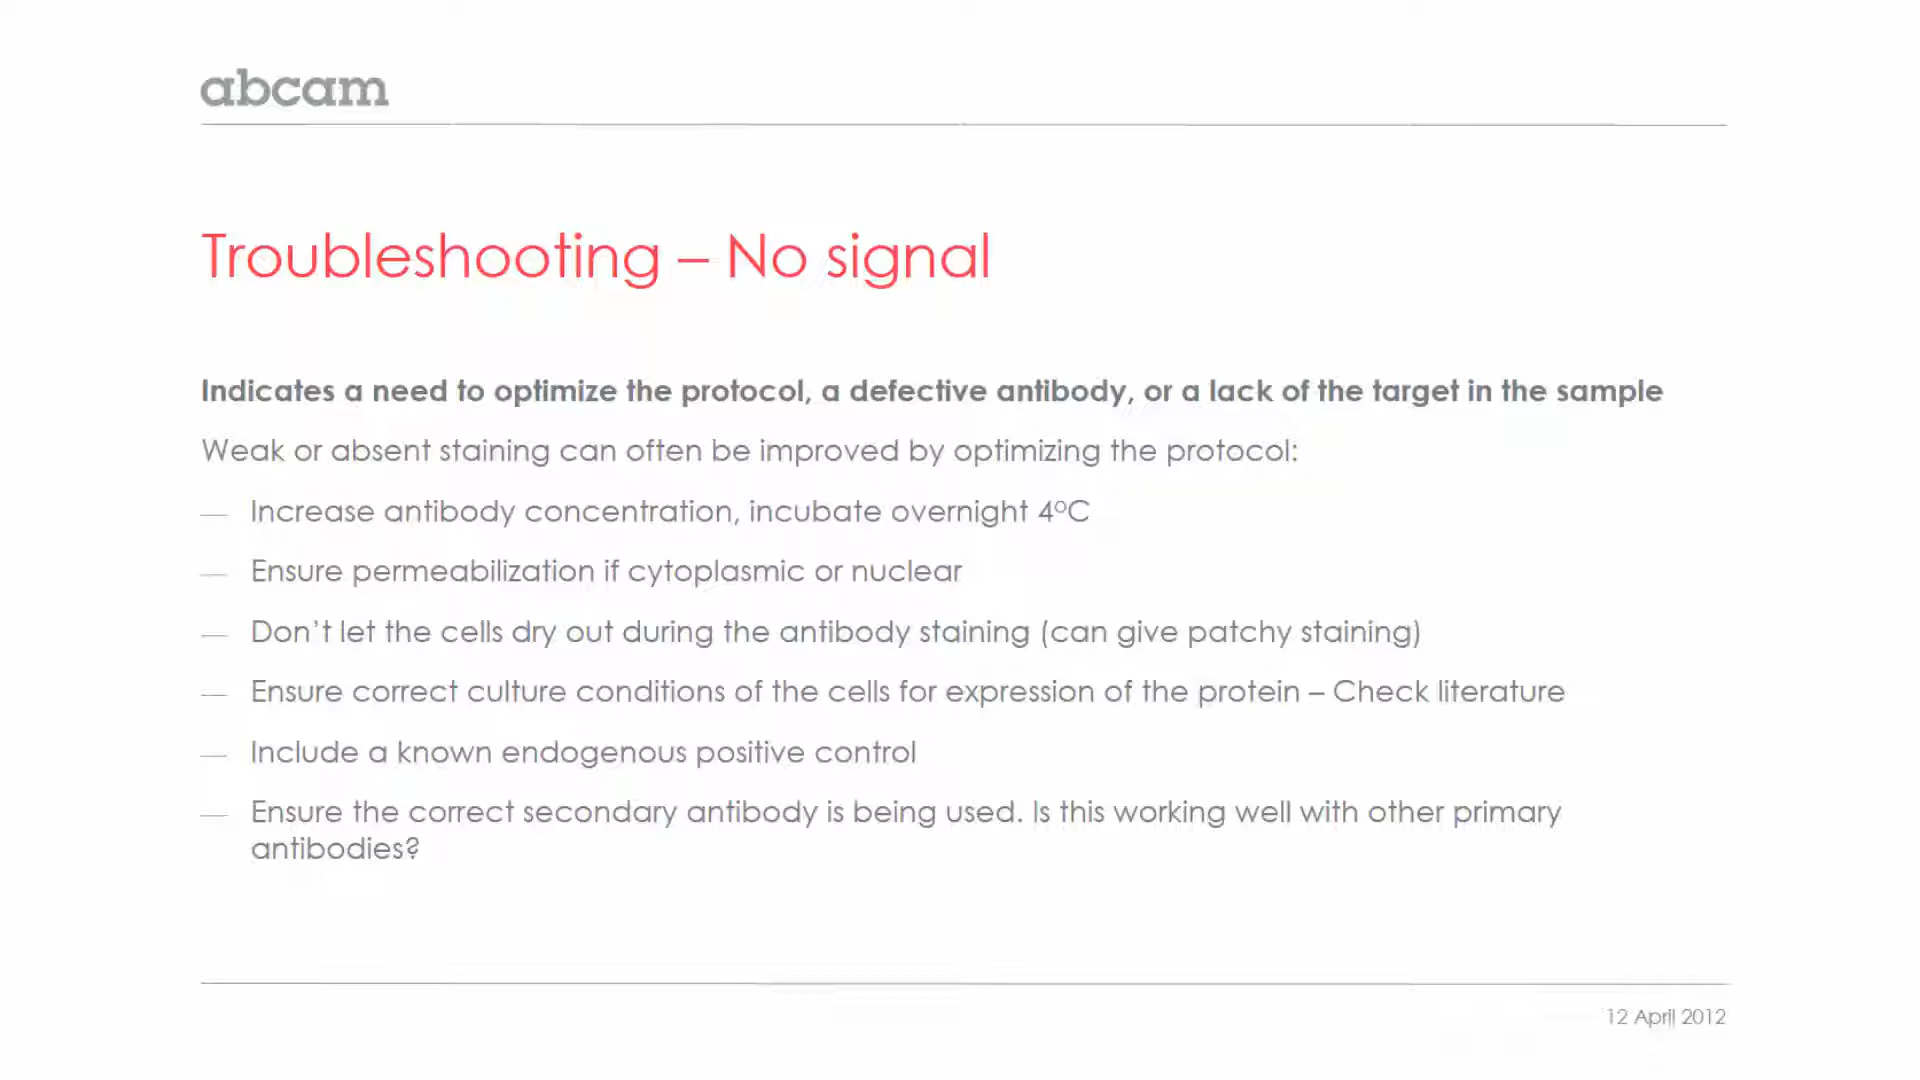 abcam
Troubleshooting – No signal
Indicates a need to optimize the protocol, a defective antibody, or a lack of the target in the sample
Weak or absent staining can often be improved by optimizing the protocol:
— Increase antibody concentration, incubate overnight 4ºC
— Ensure permeabilization if cytoplasmic or nuclear
— Don’t let the cells dry out during the antibody staining (can give patchy staining)
— Ensure correct culture conditions of the cells for expression of the protein – Check literature
— Include a known endogenous positive control
— Ensure the correct secondary antibody is being used. Is this working well with other primary
antibodies?
12 April 2012